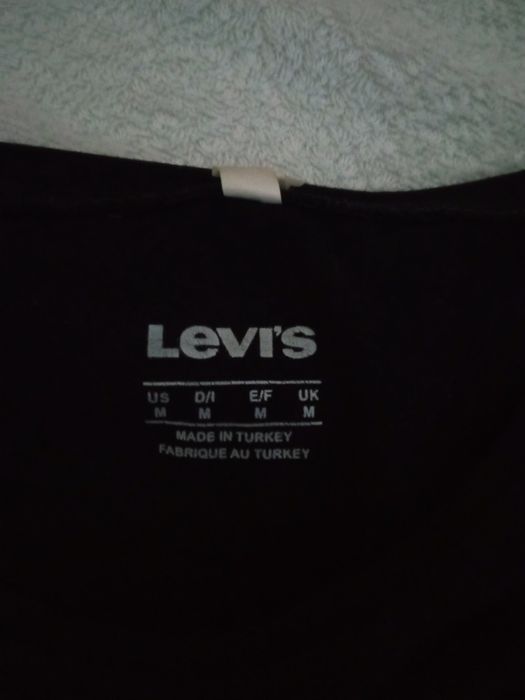 Levi's
US D/I E/F UK
M M M M
MADE IN TURKEY
FABRIQUE AU TURKEY